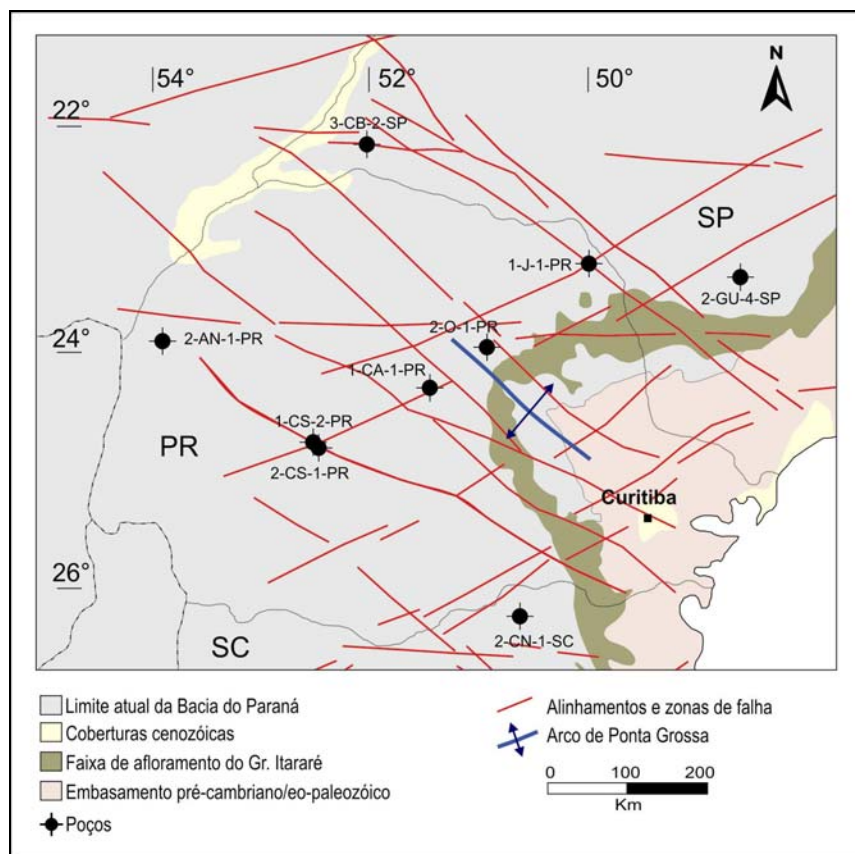 54°
52°
50°
N
22°
3-CB-2-SP
SP
1-J-1-PR
2-GU-4-SP
24°
2-AN-1-PR
2-O-1-PR
1-CA-1-PR
1-CS-2-PR
PR
2-CS-1-PR
Curitiba
26°
SC
2-CN-1-SC
Limite atual da Bacia do Paraná
Coberturas cenozóicas
Faixa de afloramento do Gr. Itararé
Embasamento pré-cambriano/eo-paleozóico
Poços
Alinhamentos e zonas de falha
Arco de Ponta Grossa
0 100 200
Km